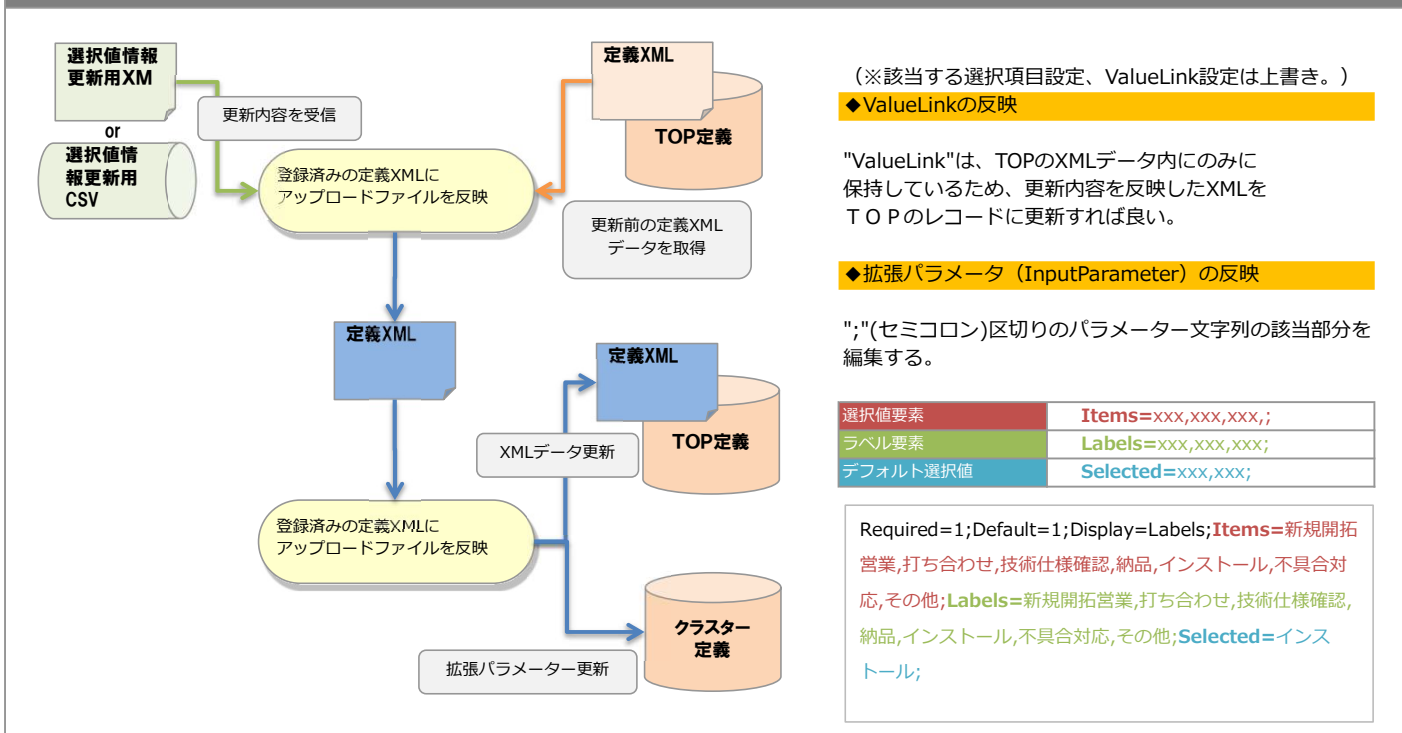 選択値情報
更新用XM
or
選択値情
報更新用
CSV
更新内容を受信
定義XML
TOP定義
登録済みの定義XMLに
アップロードファイルを反映
更新前の定義XML
データを取得
定義XML
定義XML
TOP定義
XMLデータ更新
登録済みの定義XMLに
アップロードファイルを反映
クラスター
定義
拡張パラメーター更新
（※該当する選択項目設定、ValueLink設定は上書き。）
◆ValueLinkの反映
"ValueLink"は、TOPのXMLデータ内にのみに
保持しているため、更新内容を反映したXMLを
ＴＯＰのレコードに更新すれば良い。
◆拡張パラメータ（InputParameter）の反映
";"(セミコロン)区切りのパラメーター文字列の該当部分を
編集する。
選択値要素 Items=xxx,xxx,xxx,;
ラベル要素 Labels=xxx,xxx,xxx;
デフォルト選択値 Selected=xxx,xxx;
Required=1;Default=1;Display=Labels;Items=新規開拓
営業,打ち合わせ,技術仕様確認,納品,インストール,不具合対
応,その他;Labels=新規開拓営業,打ち合わせ,技術仕様確認,
納品,インストール,不具合対応,その他;Selected=インス
トール;